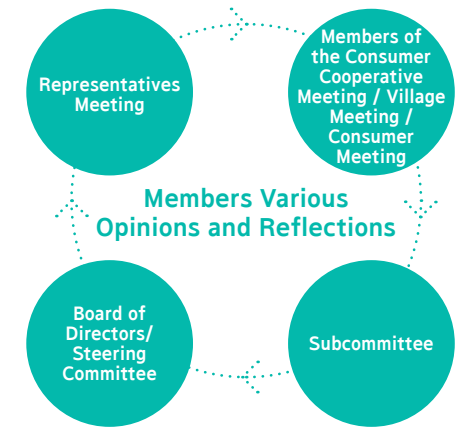 Representatives
Meeting
Members of
the Consumer
Cooperative
Meeting / Village
Meeting /
Consumer
Meeting
Members Various
Opinions and Reflections
Board of
Directors/
Steering
Committee
Subcommittee